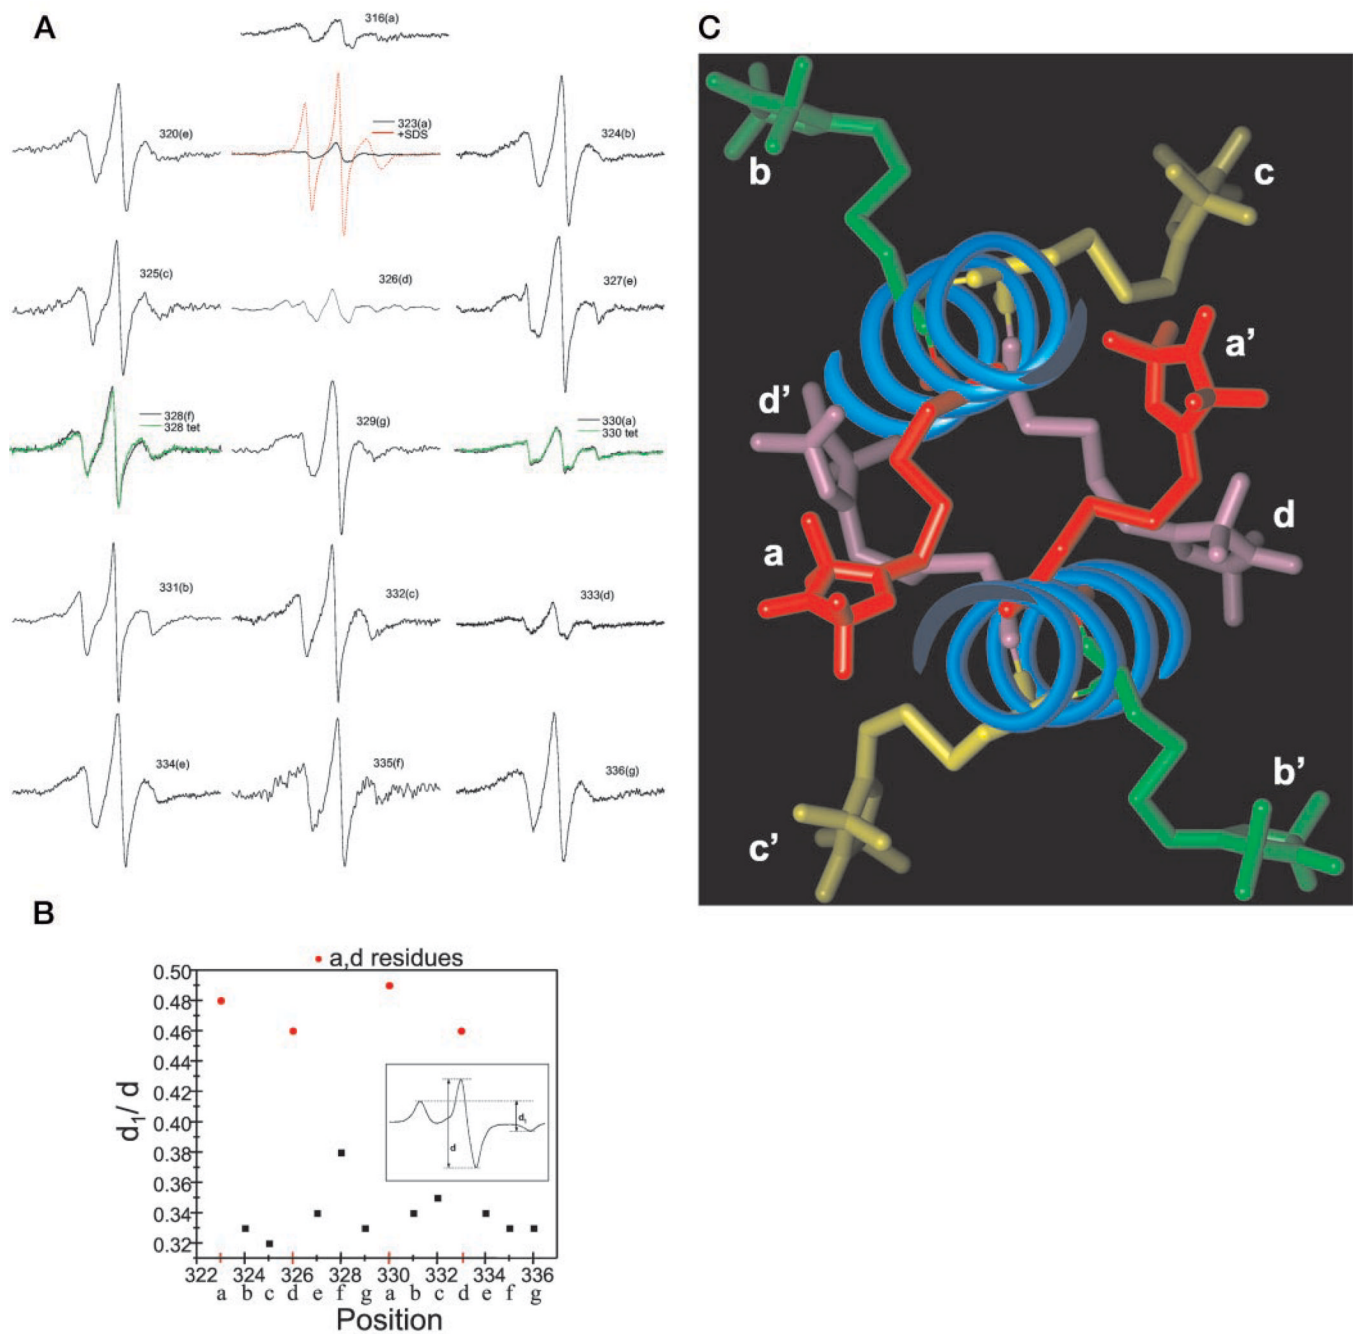 A
C
316(a)
320(e)
323(a)
+SDS
324(b)
325(c)
326(d)
327(e)
328(f)
328 tet
329(g)
330(a)
330 tet
331(b)
332(c)
333(d)
334(e)
335(f)
336(g)
b
c
a'
d'
d
a
b'
c'
B
a,d residues
0.50
0.48
0.46
0.44
0.42
0.40
0.38
0.36
0.34
0.32
d1/ d
d
d1
322 324 326 328 330 332 334 336
a b c d e f g a b c d e f g
Position